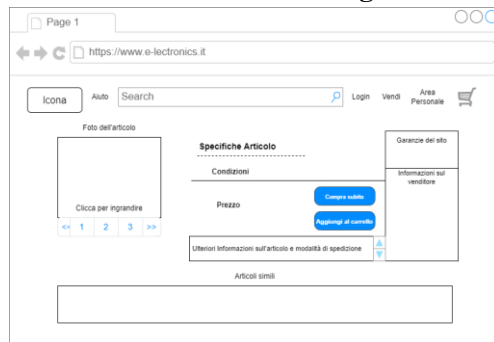 Page 1
https://www.e-lectronics.it
Icona
Aiuto
Search
Login
Vendi
Area
Personale
Foto dell'articolo
Clicca per ingrandire
<< 1 2 3 >>
Specifiche Articolo
Condizioni
Prezzo
Compra subito
Aggiungi al carrello
Ulteriori Informazioni sull'articolo e modalità di spedizione
Garanzie del sito
Informazioni sul
venditore
Articoli simili